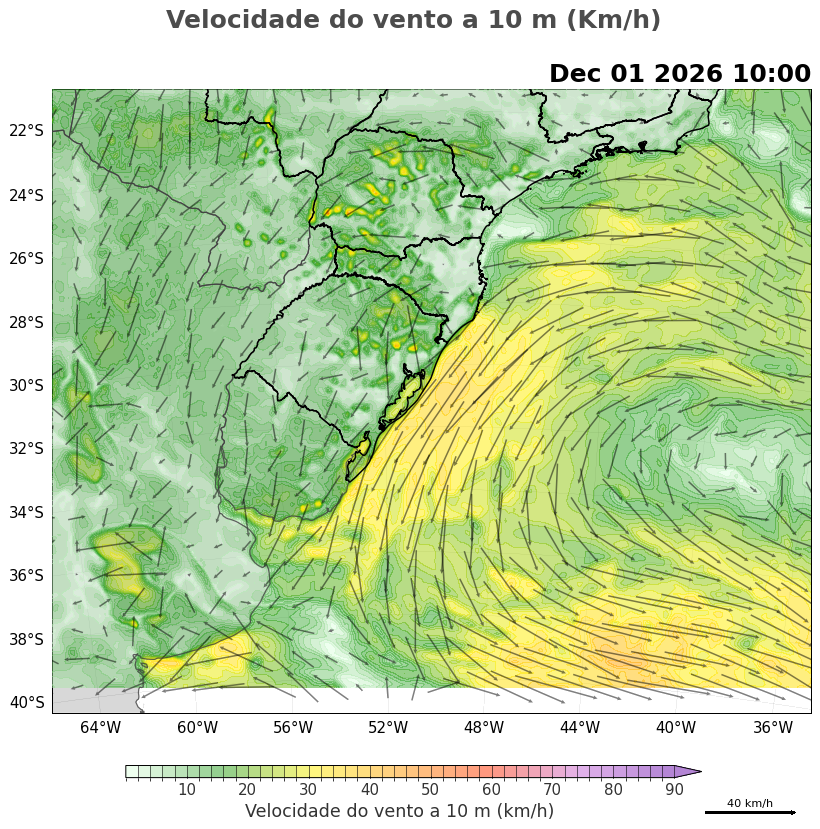 Velocidade do vento a 10 m (Km/h)
Dec 01 2026 10:00
22°S
24°S
26°S
28°S
30°S
32°S
34°S
36°S
38°S
40°S
64°W 60°W 56°W 52°W 48°W 44°W 40°W 36°W
10 20 30 40 50 60 70 80 90
Velocidade do vento a 10 m (km/h)
40 km/h